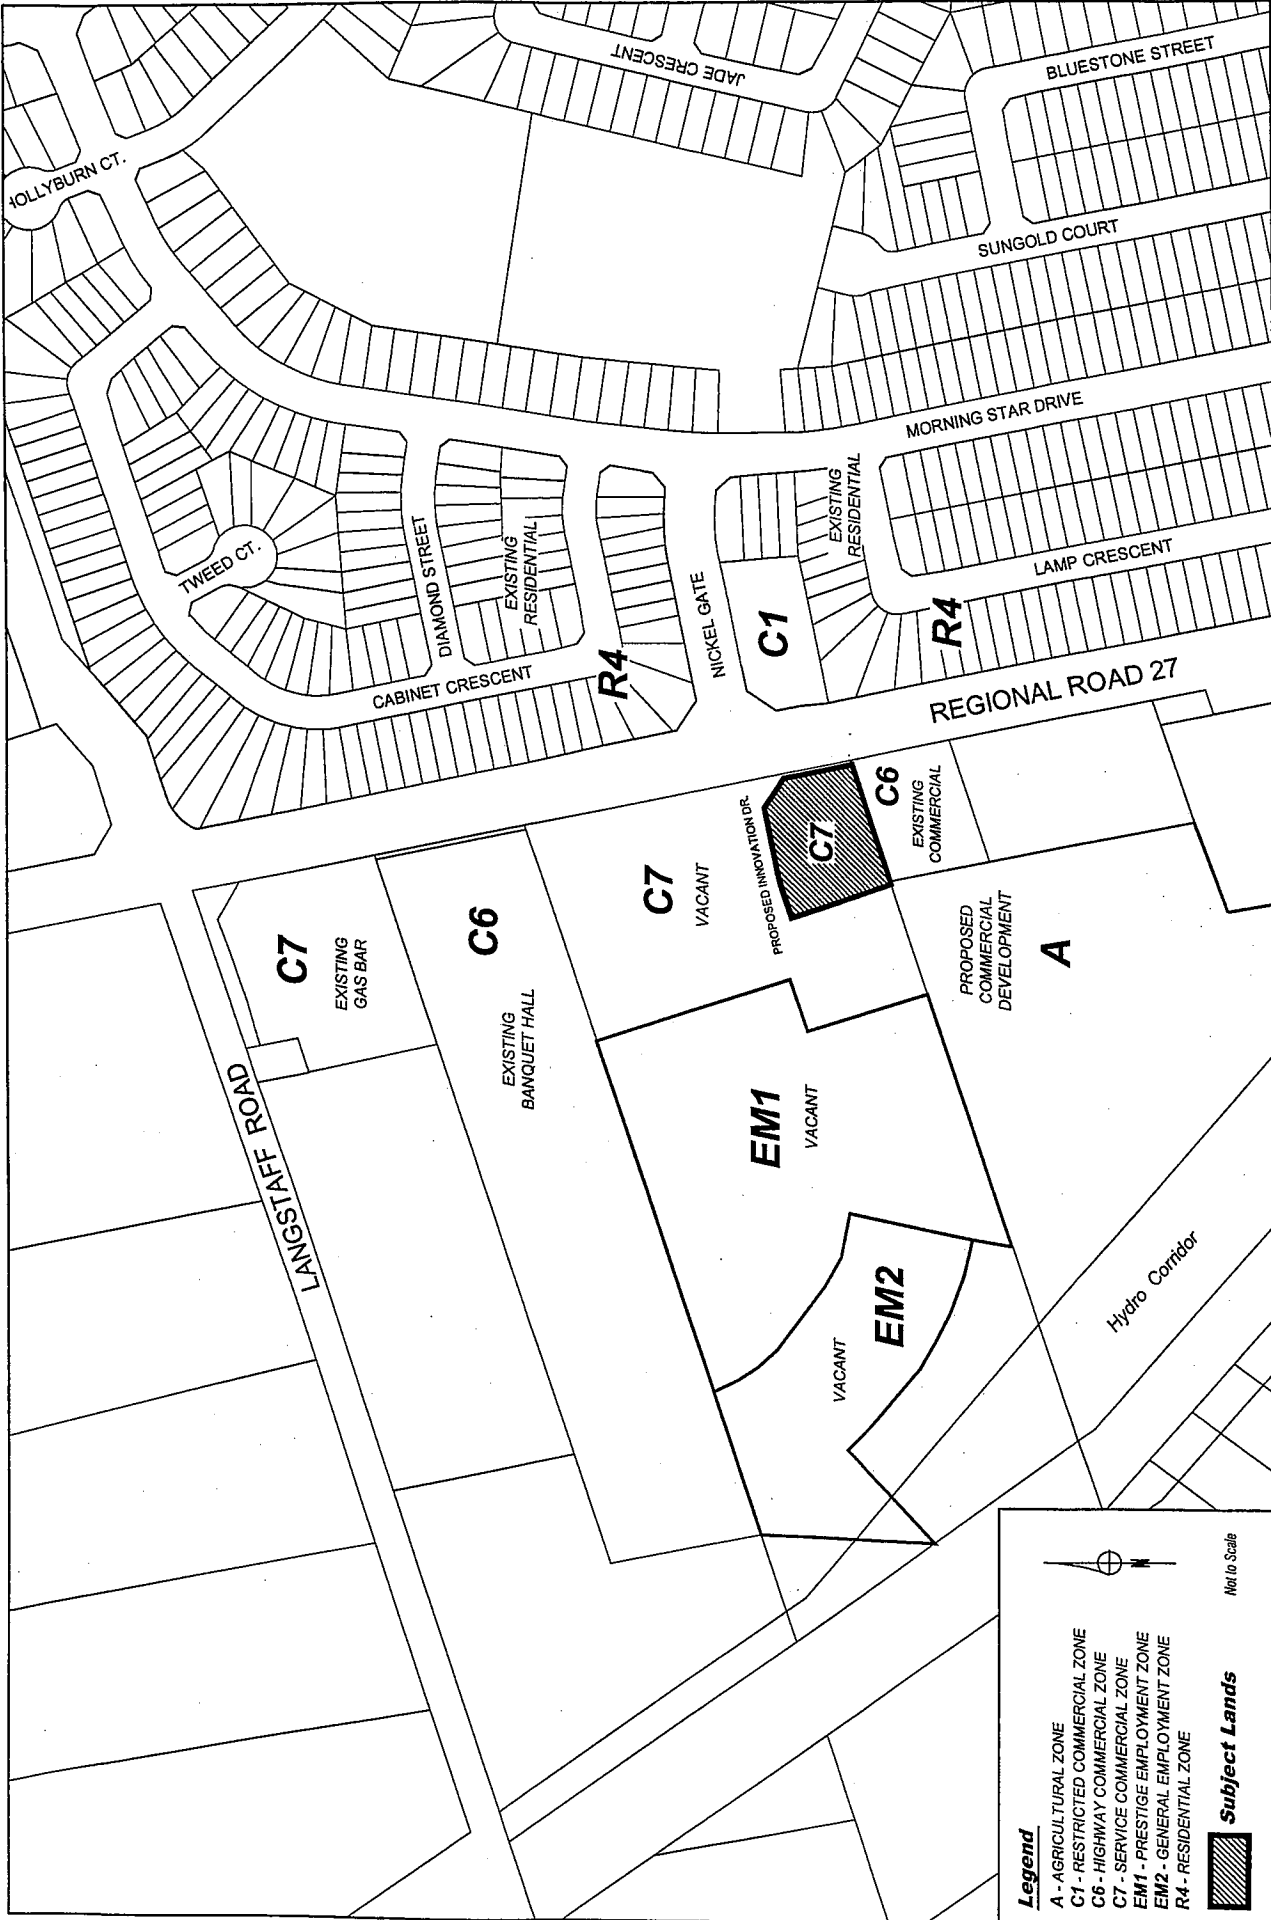 LANGSTAFF ROAD
C7
EXISTING
GAS BAR
C6
EXISTING
BANQUET HALL
C7
VACANT
PROPOSED INNOVATION DR.
C7
C6
EXISTING
COMMERCIAL
PROPOSED
COMMERCIAL
DEVELOPMENT
A
EM1
VACANT
EM2
VACANT
Hydro Corridor
REGIONAL ROAD 27
HOLLYBURN CT.
TWEED CT.
DIAMOND STREET
CABINET CRESCENT
EXISTING
RESIDENTIAL
R4
NICKEL GATE
C1
EXISTING
RESIDENTIAL
R4
LAMP CRESCENT
MORNING STAR DRIVE
SUNGOLD COURT
BLUESTONE STREET
JADE CRESCENT
Legend
A - AGRICULTURAL ZONE
C1 - RESTRICTED COMMERCIAL ZONE
C6 - HIGHWAY COMMERCIAL ZONE
C7 - SERVICE COMMERCIAL ZONE
EM1 - PRESTIGE EMPLOYMENT ZONE
EM2 - GENERAL EMPLOYMENT ZONE
R4 - RESIDENTIAL ZONE
Subject Lands
N
Not to Scale